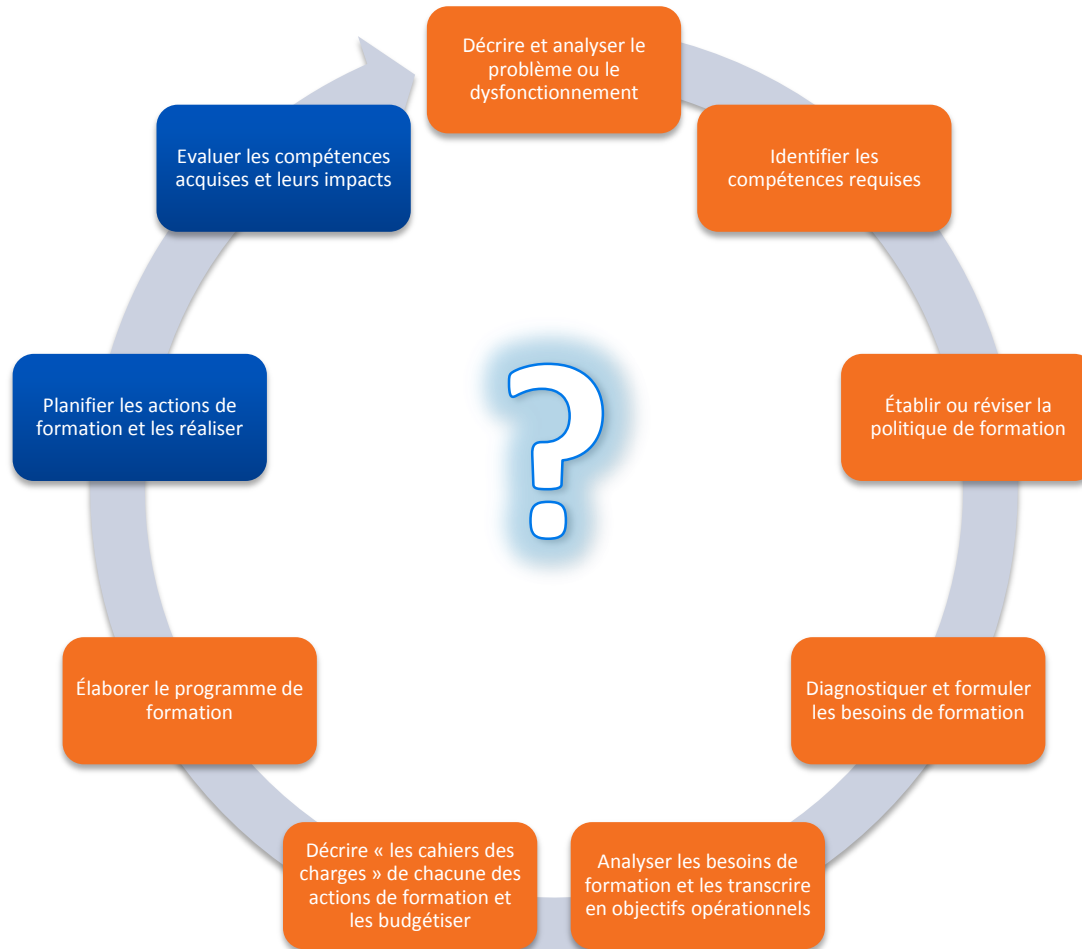 Décrire et analyser le
problème ou le
dysfonctionnement
Identifier les
compétences requises
Établir ou réviser la
politique de formation
Diagnostiquer et formuler
les besoins de formation
Analyser les besoins de
formation et les transcrire
en objectifs opérationnels
Décrire « les cahiers des
charges » de chacune des
actions de formation et
les budgétiser
Élaborer le programme de
formation
Planifier les actions de
formation et les réaliser
Evaluer les compétences
acquises et leurs impacts
?